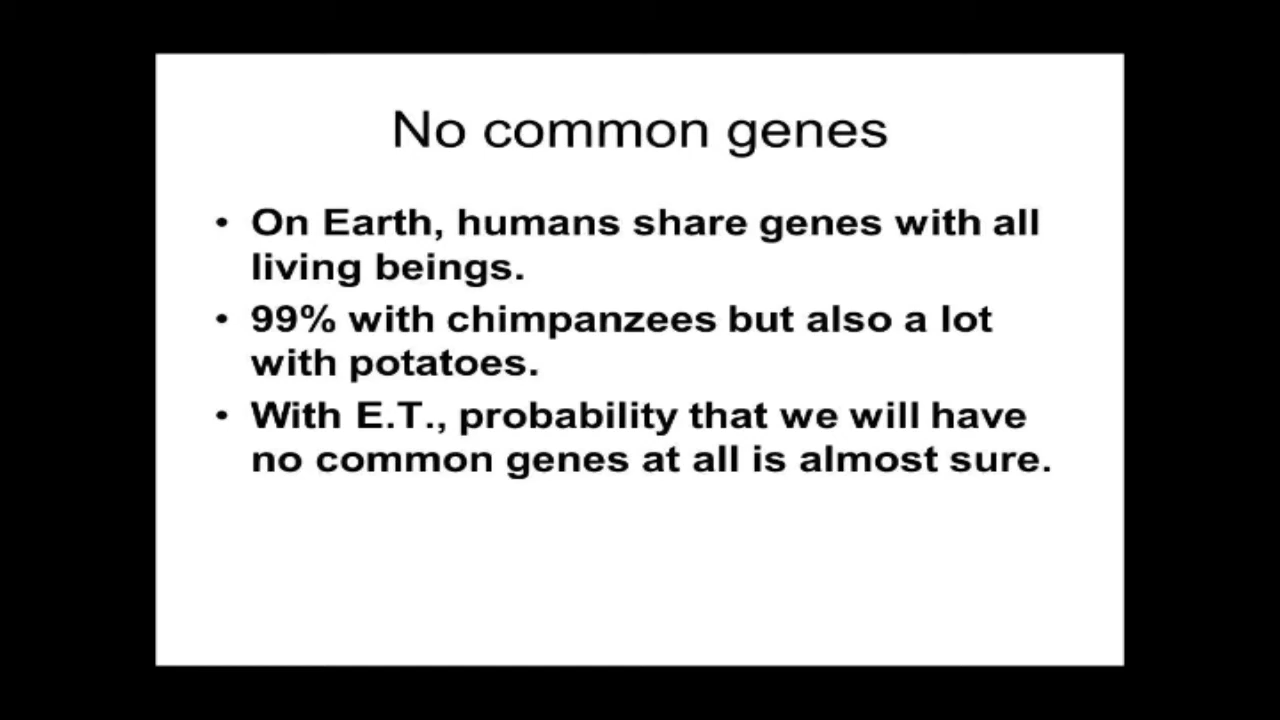 No common genes
• On Earth, humans share genes with all
living beings.
• 99% with chimpanzees but also a lot
with potatoes.
• With E.T., probability that we will have
no common genes at all is almost sure.